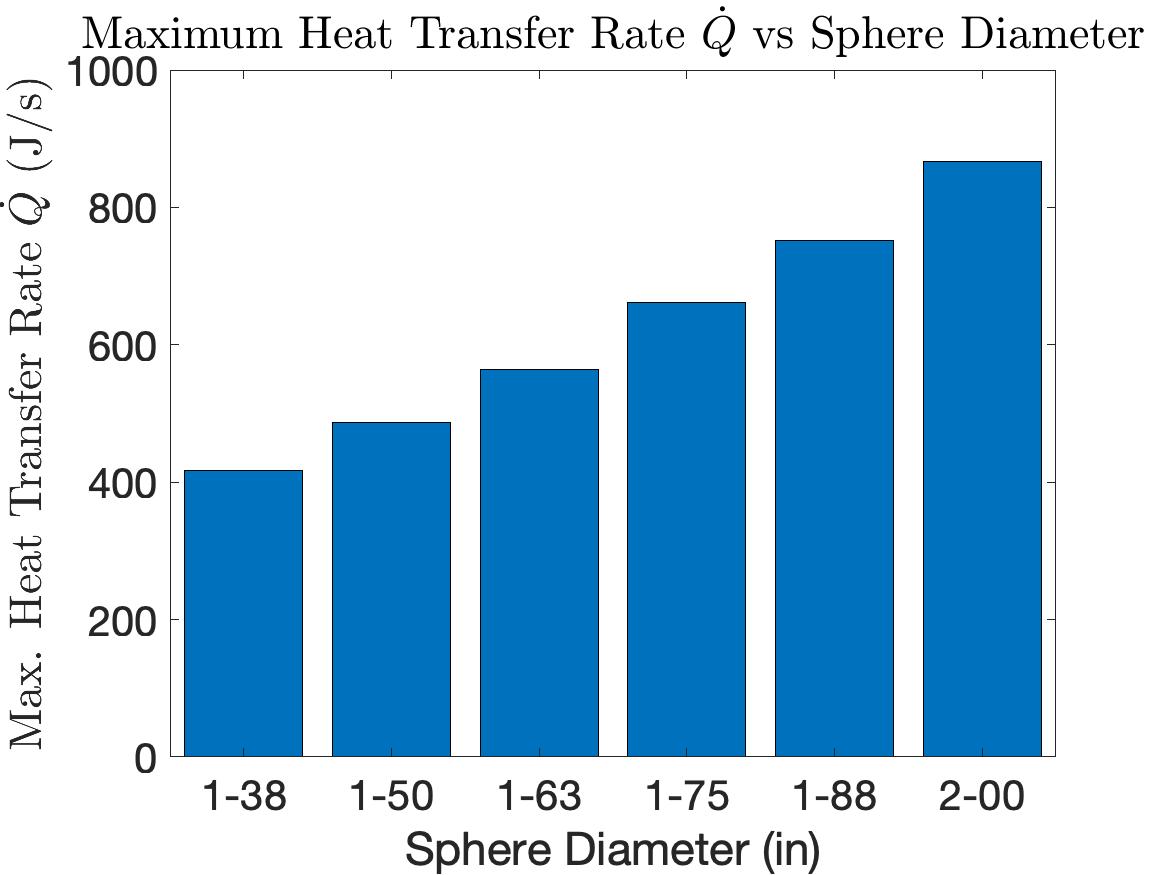 Maximum Heat Transfer Rate Q̇ vs Sphere Diameter
Max. Heat Transfer Rate Q̇ (J/s)
1000
800
600
400
200
0
1-38 1-50 1-63 1-75 1-88 2-00
Sphere Diameter (in)